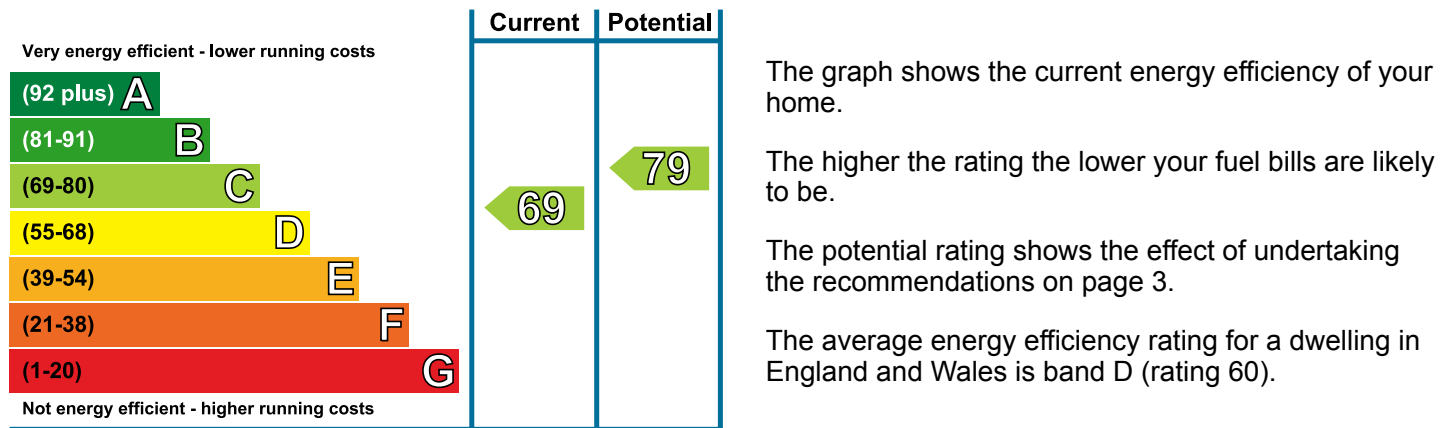 Current Potential
Very energy efficient - lower running costs
(92 plus) A
(81-91) B
(69-80) C
(55-68) D
(39-54) E
(21-38) F
(1-20) G
Not energy efficient - higher running costs
69
79
The graph shows the current energy efficiency of your
home.
The higher the rating the lower your fuel bills are likely
to be.
The potential rating shows the effect of undertaking
the recommendations on page 3.
The average energy efficiency rating for a dwelling in
England and Wales is band D (rating 60).